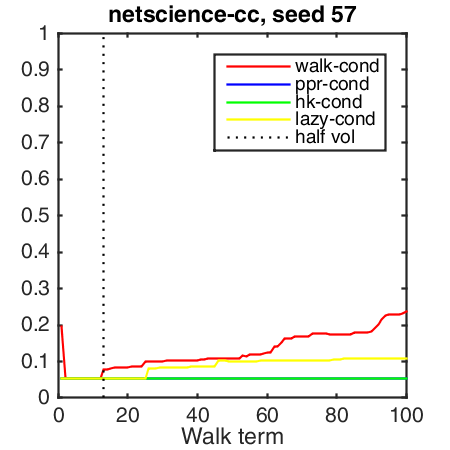 netscience-cc, seed 57
1
0.9
0.8
0.7
0.6
0.5
0.4
0.3
0.2
0.1
0
walk-cond
ppr-cond
hk-cond
lazy-cond
half vol
0 20 40 60 80 100
Walk term